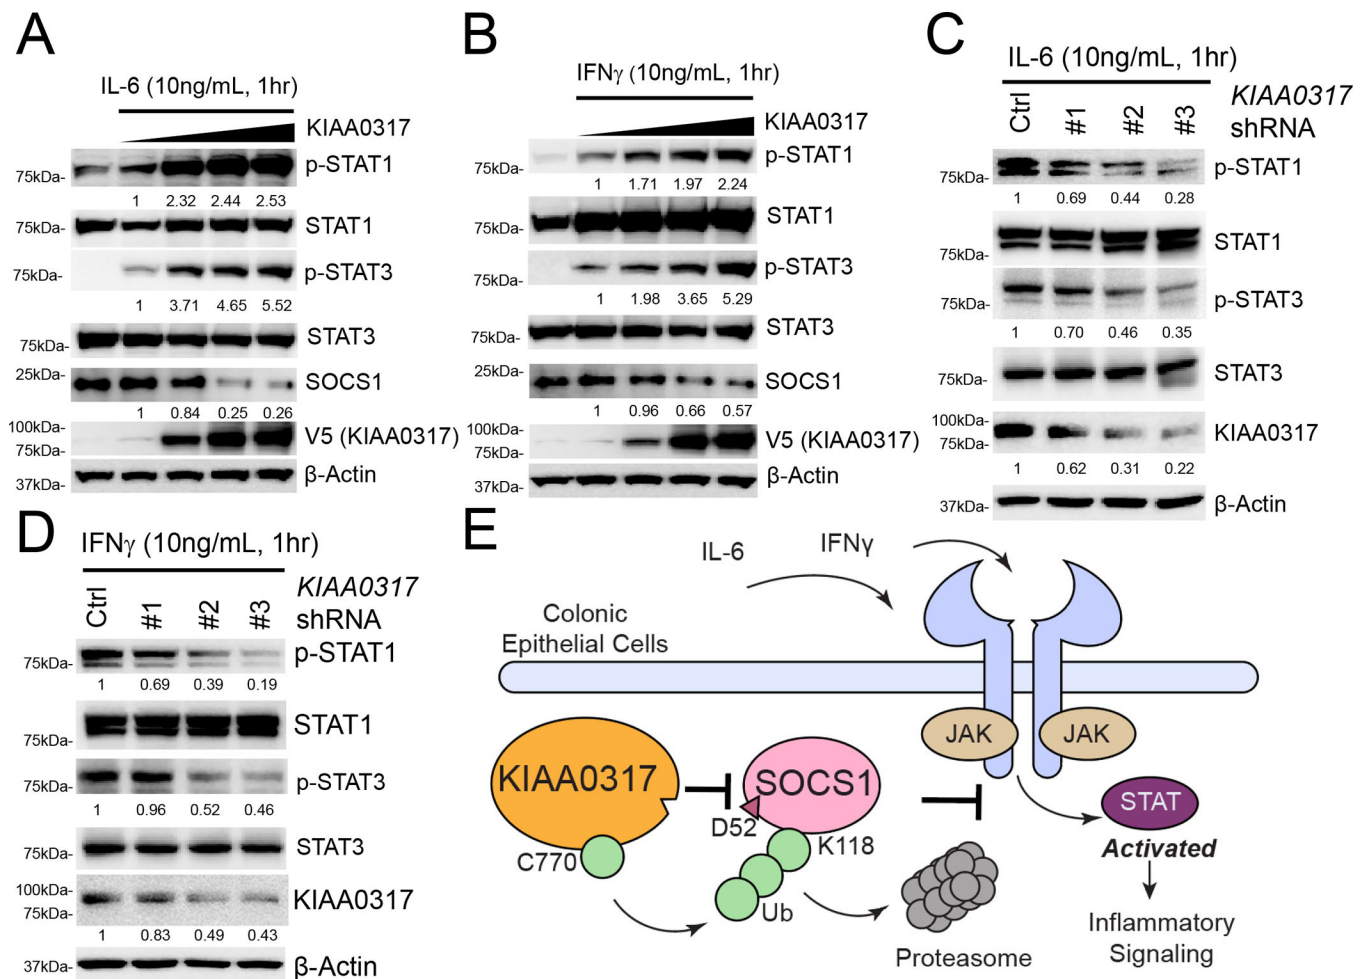 A
IL-6 (10ng/mL, 1hr)
KIAA0317
75kDa-
p-STAT1
1 2.32 2.44 2.53
75kDa-
STAT1
75kDa-
p-STAT3
1 3.71 4.65 5.52
75kDa-
STAT3
25kDa-
SOCS1
1 0.84 0.25 0.26
100kDa-
75kDa-
V5 (KIAA0317)
37kDa-
β-Actin
B
IFNγ (10ng/mL, 1hr)
KIAA0317
75kDa-
p-STAT1
1 1.71 1.97 2.24
75kDa-
STAT1
75kDa-
p-STAT3
1 1.98 3.65 5.29
75kDa-
STAT3
25kDa-
SOCS1
1 0.96 0.66 0.57
100kDa-
75kDa-
V5 (KIAA0317)
37kDa-
β-Actin
C
IL-6 (10ng/mL, 1hr)
Ctrl #1 #2 #3
KIAA0317
shRNA
75kDa-
p-STAT1
1 0.69 0.44 0.28
75kDa-
STAT1
75kDa-
p-STAT3
1 0.70 0.46 0.35
75kDa-
STAT3
100kDa-
75kDa-
KIAA0317
1 0.62 0.31 0.22
37kDa-
β-Actin
D
IFNγ (10ng/mL, 1hr)
Ctrl #1 #2 #3
KIAA0317
shRNA
75kDa-
p-STAT1
1 0.69 0.39 0.19
75kDa-
STAT1
75kDa-
p-STAT3
1 0.96 0.52 0.46
75kDa-
STAT3
100kDa-
75kDa-
KIAA0317
1 0.83 0.49 0.43
37kDa-
β-Actin
E
IL-6
IFNγ
Colonic
Epithelial Cells
JAK
JAK
KIAA0317
SOCS1
D52
C770
K118
Ub
STAT
Activated
Proteasome
Inflammatory
Signaling